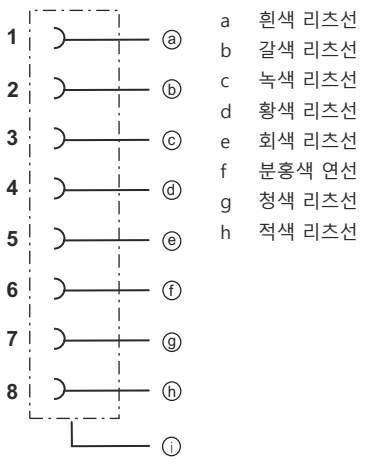 1 ⓐ
2 ⓑ
3 ⓒ
4 ⓓ
5 ⓔ
6 ⓕ
7 ⓖ
8 ⓗ
ⓘ
a 흰색 리츠선
b 갈색 리츠선
c 녹색 리츠선
d 황색 리츠선
e 회색 리츠선
f 분홍색 연선
g 청색 리츠선
h 적색 리츠선